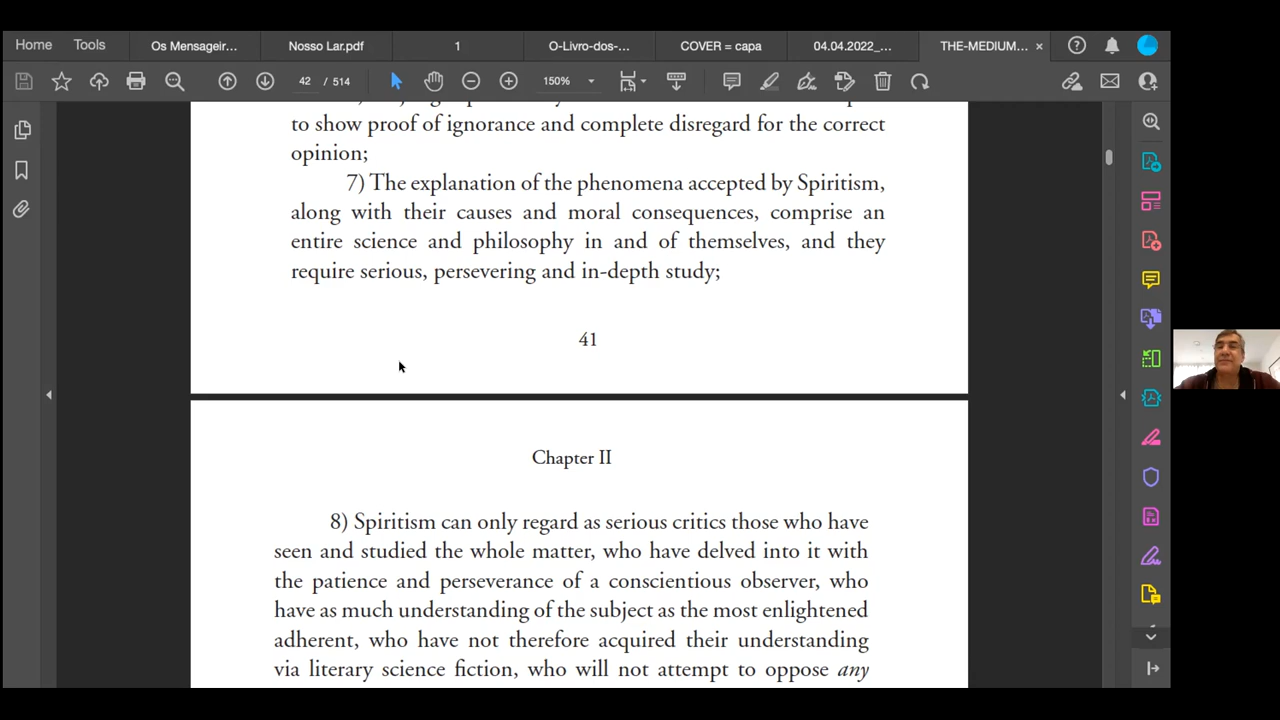 Home Tools Os Mensageir... Nosso Lar.pdf 1 O-Livro-dos-... COVER = capa 04.04.2022_... THE-MEDIUM... × ?
42 / 514 150%
to show proof of ignorance and complete disregard for the correct
opinion;
7) The explanation of the phenomena accepted by Spiritism,
along with their causes and moral consequences, comprise an
entire science and philosophy in and of themselves, and they
require serious, persevering and in-depth study;
41
Chapter II
8) Spiritism can only regard as serious critics those who have
seen and studied the whole matter, who have delved into it with
the patience and perseverance of a conscientious observer, who
have as much understanding of the subject as the most enlightened
adherent, who have not therefore acquired their understanding
via literary science fiction, who will not attempt to oppose any